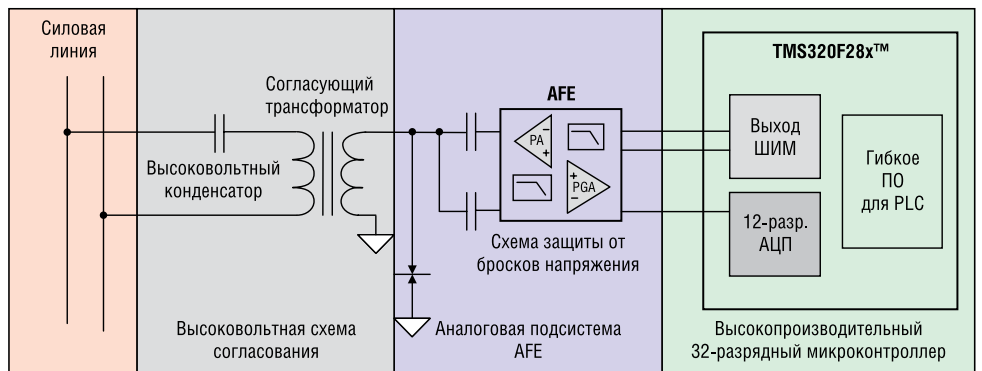 Силовая
линия
Согласующий
трансформатор
Высоковольтный
конденсатор
Высоковольтная схема
согласования
AFE
PA
PGA
Схема защиты от
бросков напряжения
Аналоговая подсистема
AFE
TMS320F28x™
Выход
ШИМ
12-разр.
АЦП
Гибкое
ПО
для PLC
Высокопроизводительный
32-разрядный микроконтроллер